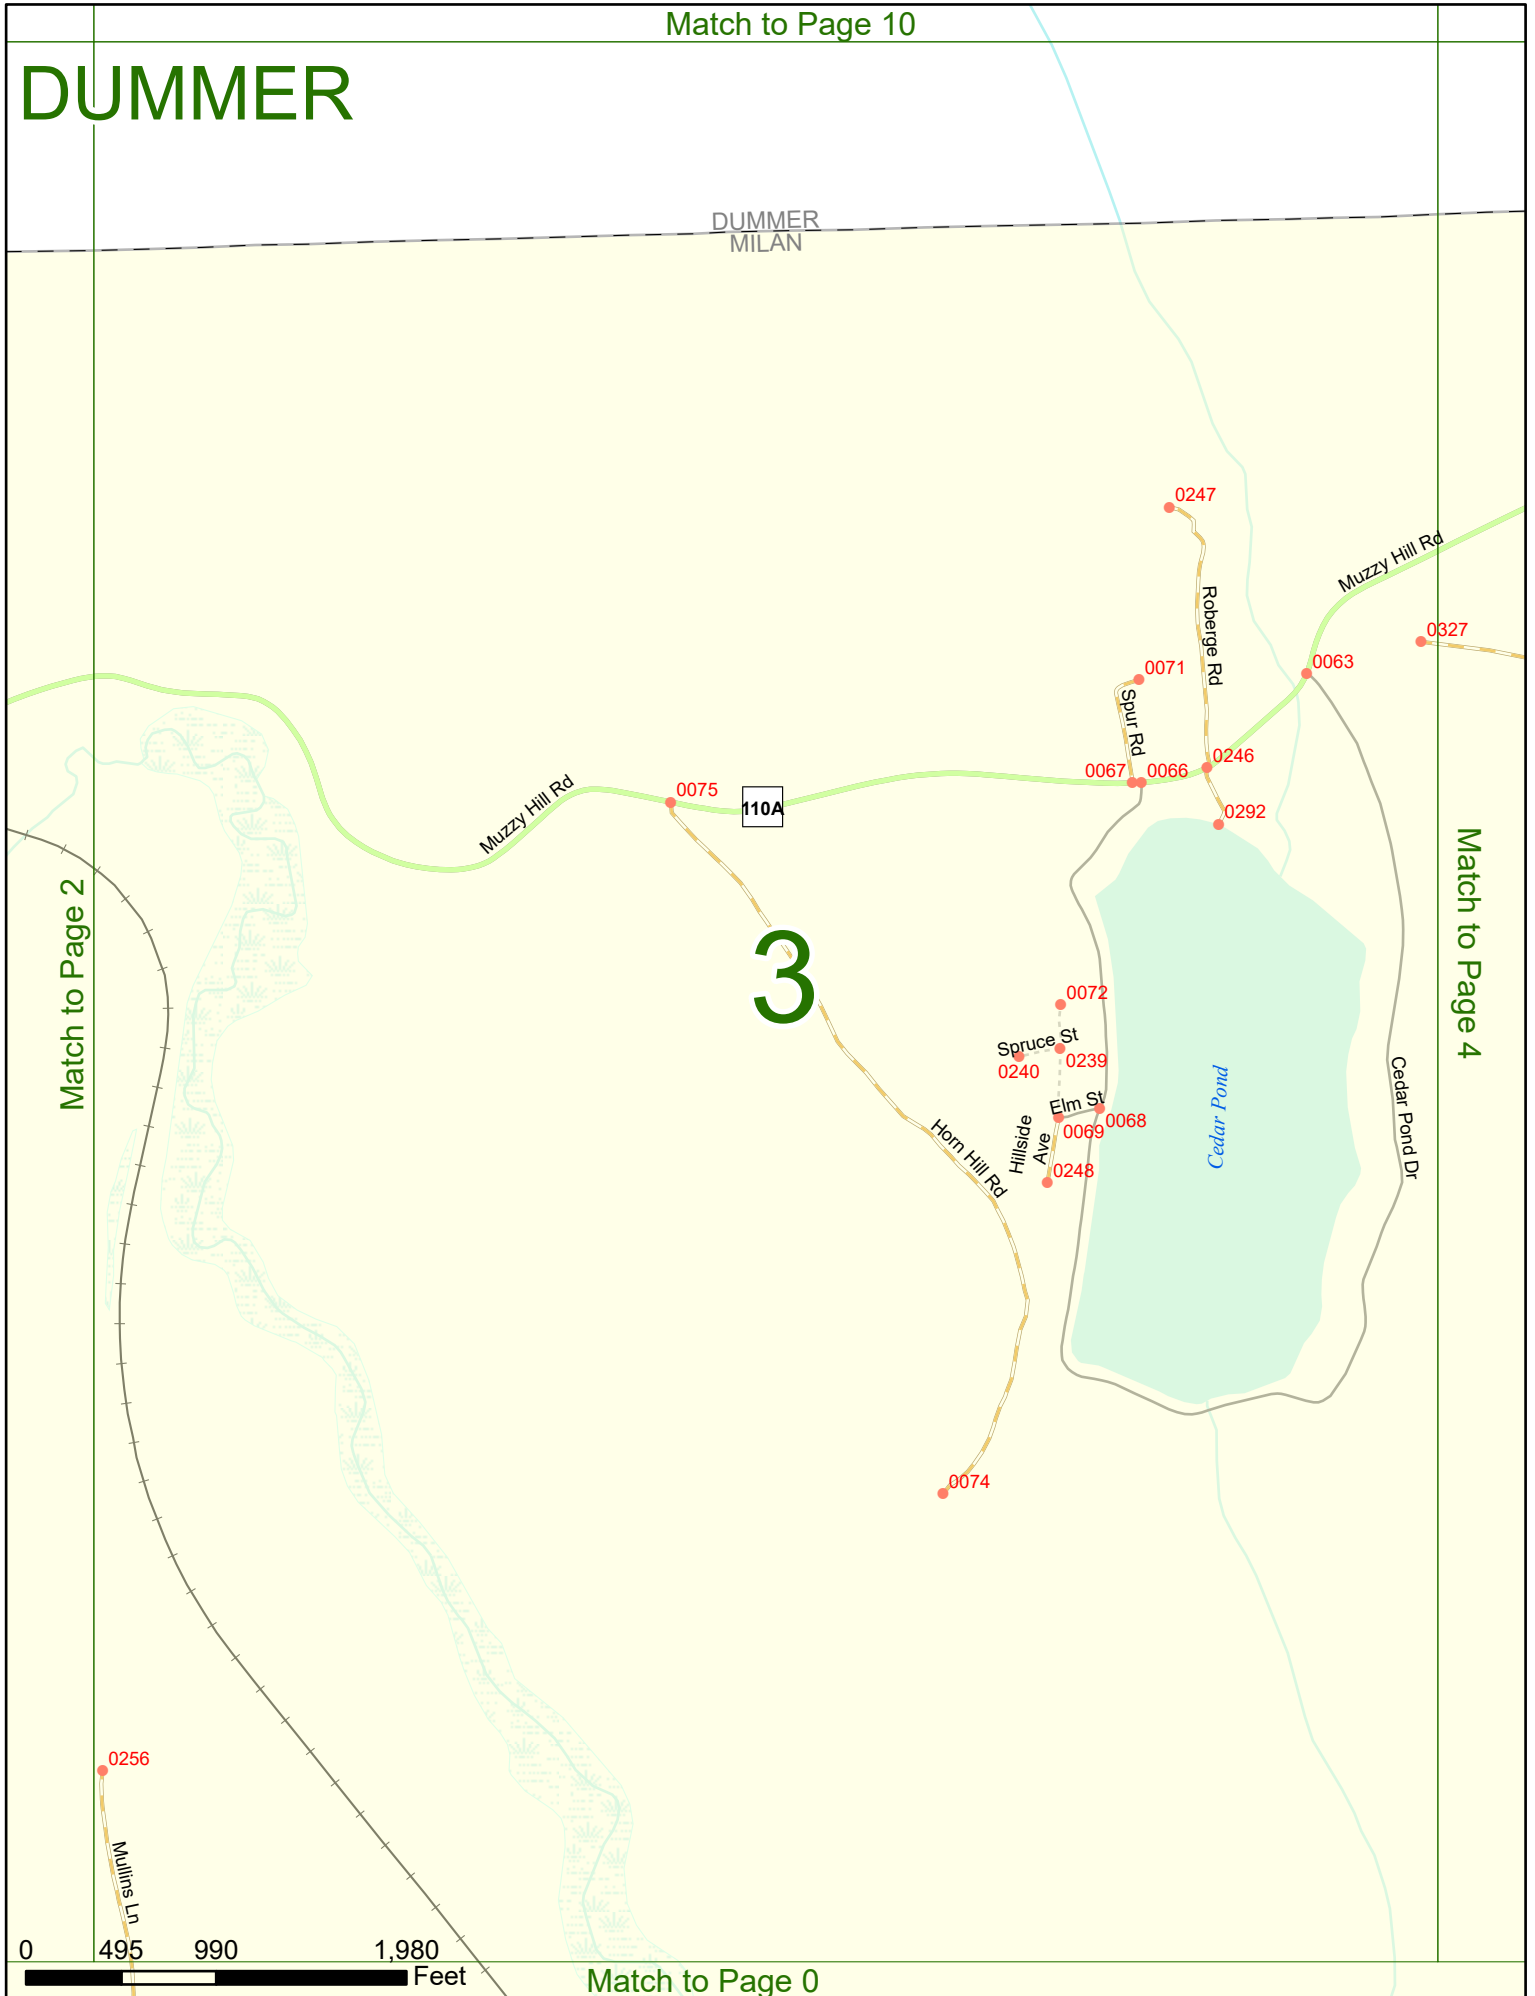 Match to Page 10
DUMMER
DUMMER
MILAN
0247
Muzzy Hill Rd
Roberge Rd
0327
0063
0071
Spur Rd
0246
0067
0066
0075
110A
Muzzy Hill Rd
0292
Match to Page 2
Match to Page 4
3
0072
Spruce St
0239
0240
Cedar Pond
Cedar Pond Dr
Elm St
0068
0069
Hillside
Ave
Horn Hill Rd
0248
0074
0256
Mullins Ln
0 495 990 1,980
Feet
Match to Page 0